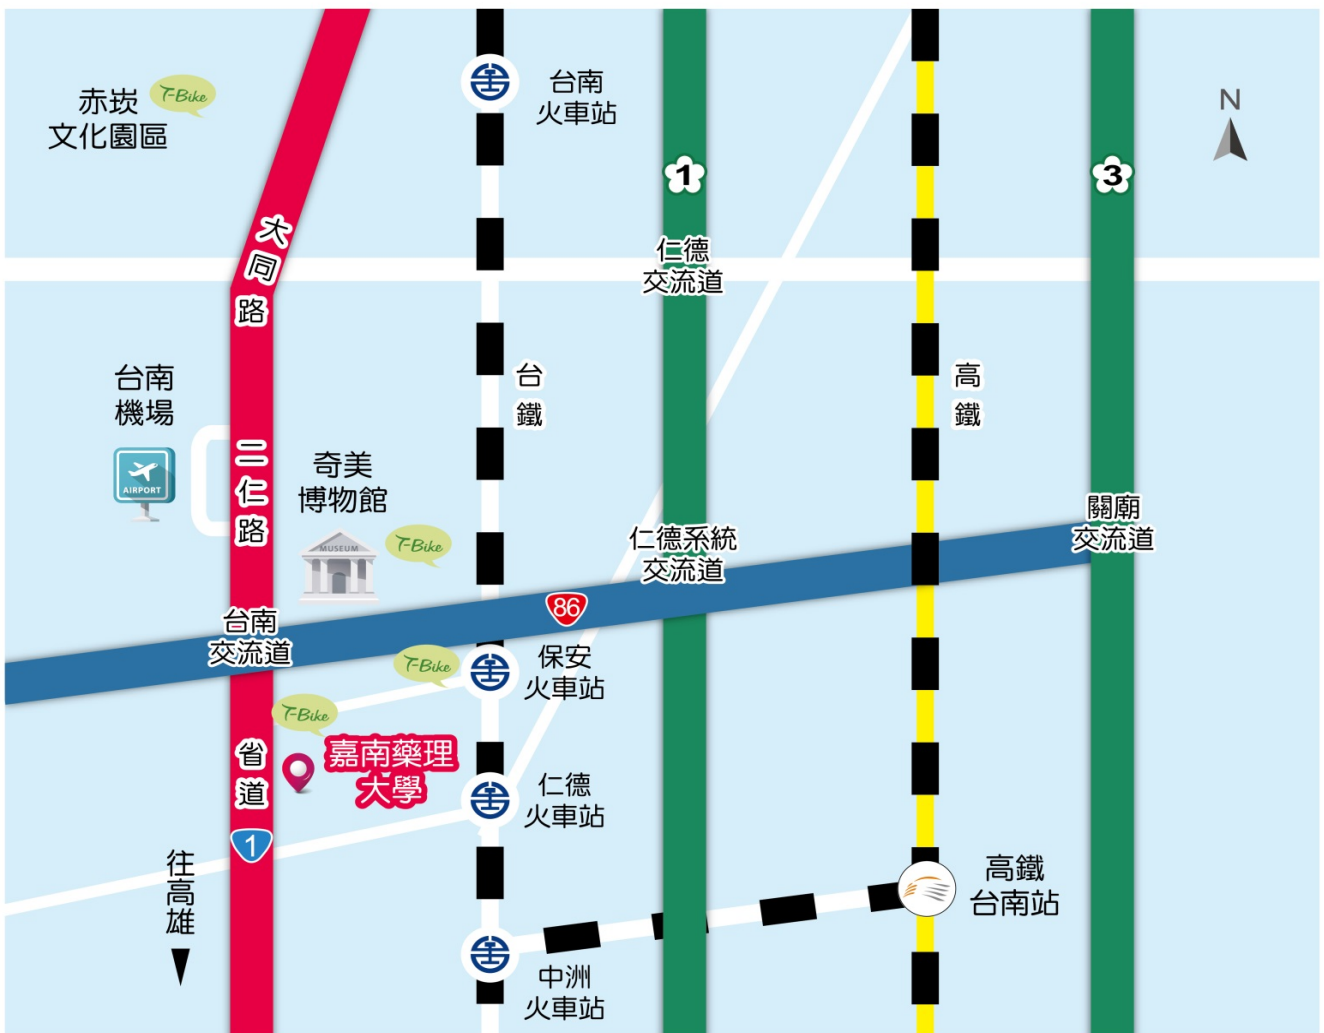 赤崁
文化園區
T-Bike
台南
火車站
N
1
3
大同路
仁德
交流道
台南
機場
AIRPORT
二仁路
台鐵
高鐵
奇美
博物館
MUSEUM
T-Bike
仁德系統
交流道
關廟
交流道
86
台南
交流道
T-Bike
保安
火車站
T-Bike
省道
1
嘉南藥理
大學
仁德
火車站
往高雄
高鐵
台南站
中洲
火車站